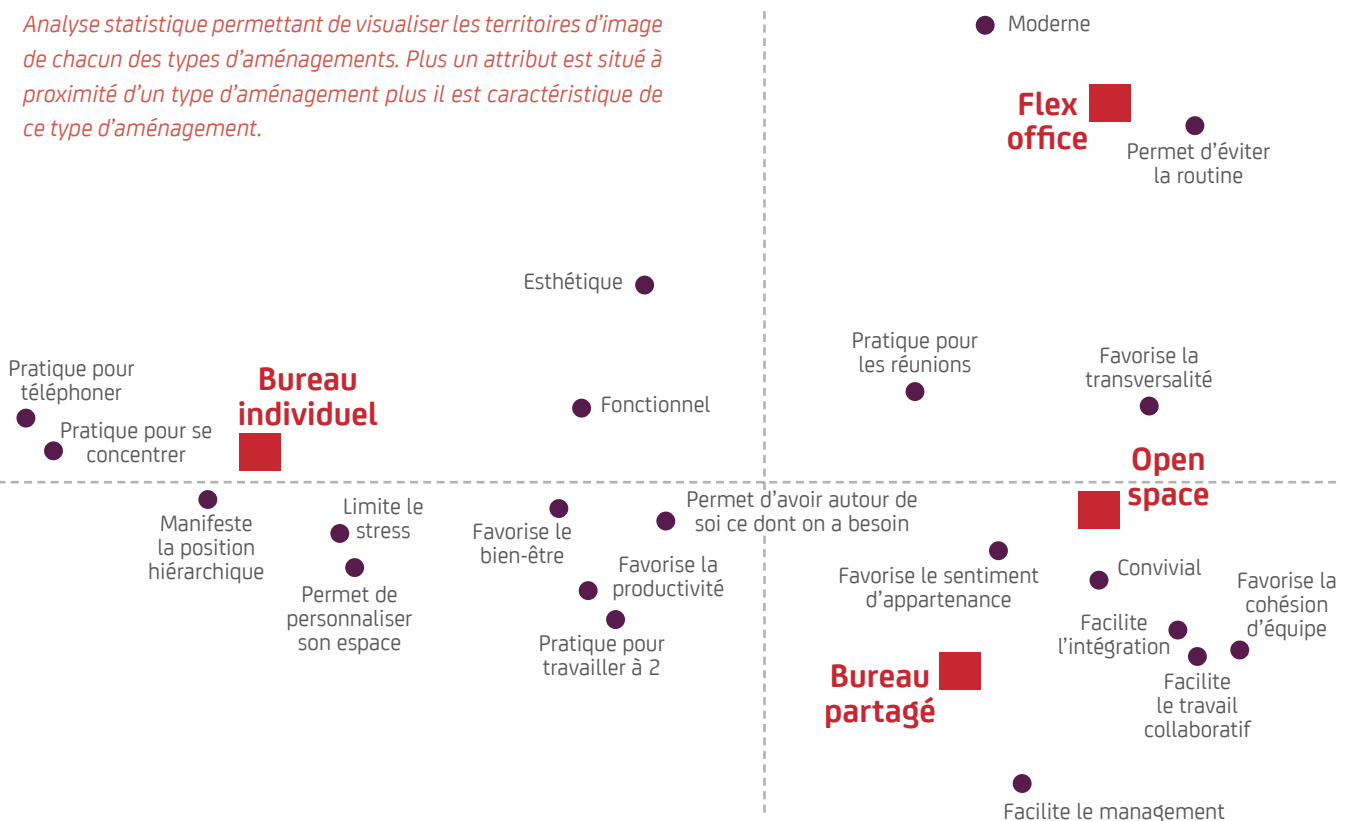 Analyse statistique permettant de visualiser les territoires d’image
de chacun des types d’aménagements. Plus un attribut est situé à
proximité d’un type d’aménagement plus il est caractéristique de
ce type d’aménagement.
Moderne
Flex
office
Permet d’éviter
la routine
Esthétique
Pratique pour
les réunions
Favorise la
transversalité
Pratique pour
téléphoner
Bureau
individuel
Fonctionnel
Pratique pour se
concentrer
Open
space
Manifeste
la position
hiérarchique
Limite le
stress
Favorise le
bien-être
Permet d’avoir autour de
soi ce dont on a besoin
Permet de
personnaliser
son espace
Favorise la
productivité
Pratique pour
travailler à 2
Favorise le sentiment
d’appartenance
Convivial
Favorise la
cohésion
d’équipe
Facilite
l’intégration
Bureau
partagé
Facilite
le travail
collaboratif
Facilite le management